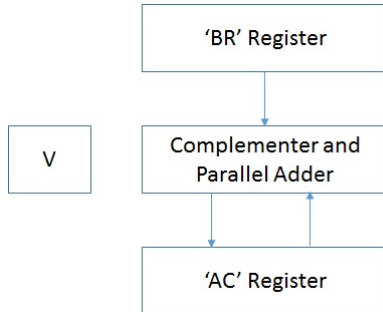 'BR' Register
V
Complementer and
Parallel Adder
'AC' Register